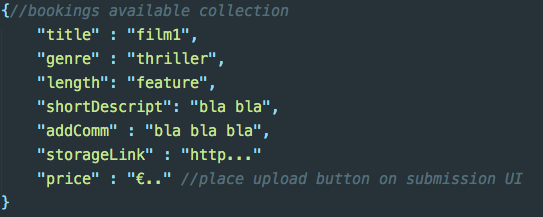 {//bookings available collection
"title" : "film1",
"genre" : "thriller",
"length": "feature",
"shortDescript": "bla bla",
"addComm" : "bla bla bla",
"storageLink" : "http..."
"price" : "€.." //place upload button on submission UI
}